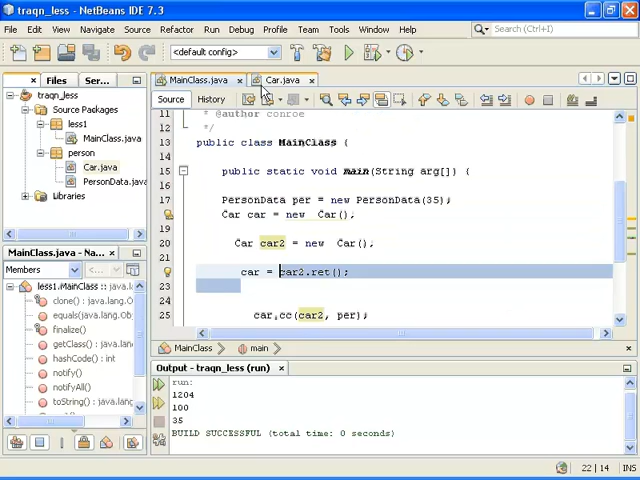 traqn_less - NetBeans IDE 7.3
File Edit View Navigate Source Refactor Run Debug Profile Team Tools Window Help Search (Ctrl+I)
<default config>
Files Ser...
MainClass.java Car.java
Source History
traqn_less
Source Packages
less1
MainClass.java
person
Car.java
PersonData.java
Libraries
11 * @author conroe
12 */
13 public class MainClass {
14
15 public static void main(String arg[]) {
16
17 PersonData per = new PersonData(35);
Car car = new Car();
19
20 Car car2 = new Car();
21
car = car2.ret();
23
24
25 car.cc(car2, per);
MainClass.java - Na...
Members
less1.MainClass :: java.lang
clone() : java.lang.Ob
equals(java.lang.Obje
finalize()
getClass() : java.lang
hashCode() : int
notify()
notifyAll()
toString() : java.lang
MainClass main
Output - traqn_less (run)
run:
1204
100
35
BUILD SUCCESSFUL (total time: 0 seconds)
22 | 14 INS